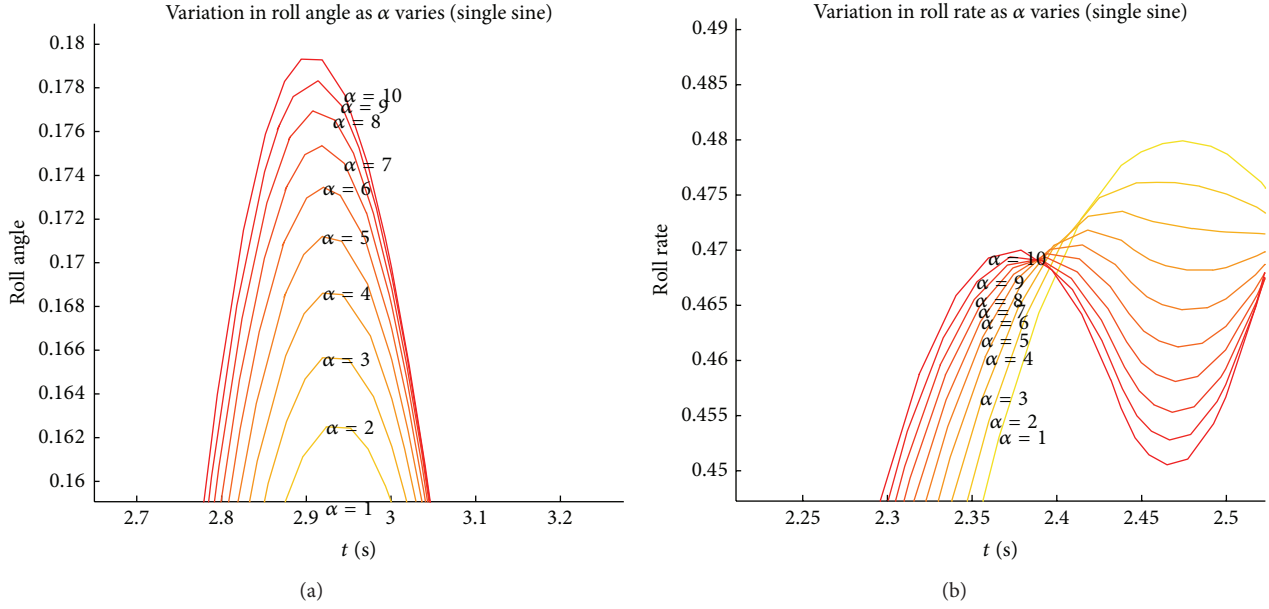 Variation in roll angle as α varies (single sine)
0.18
0.178
0.176
0.174
0.172
0.17
0.168
0.166
0.164
0.162
0.16
Roll angle
α = 10
α = 9
α = 8
α = 7
α = 6
α = 5
α = 4
α = 3
α = 2
α = 1
2.7 2.8 2.9 3 3.1 3.2
t (s)
(a)
Variation in roll rate as α varies (single sine)
0.49
0.485
0.48
0.475
0.47
0.465
0.46
0.455
0.45
Roll rate
α = 10
α = 9
α = 8
α = 7
α = 6
α = 5
α = 4
α = 3
α = 2
α = 1
2.25 2.3 2.35 2.4 2.45 2.5
t (s)
(b)